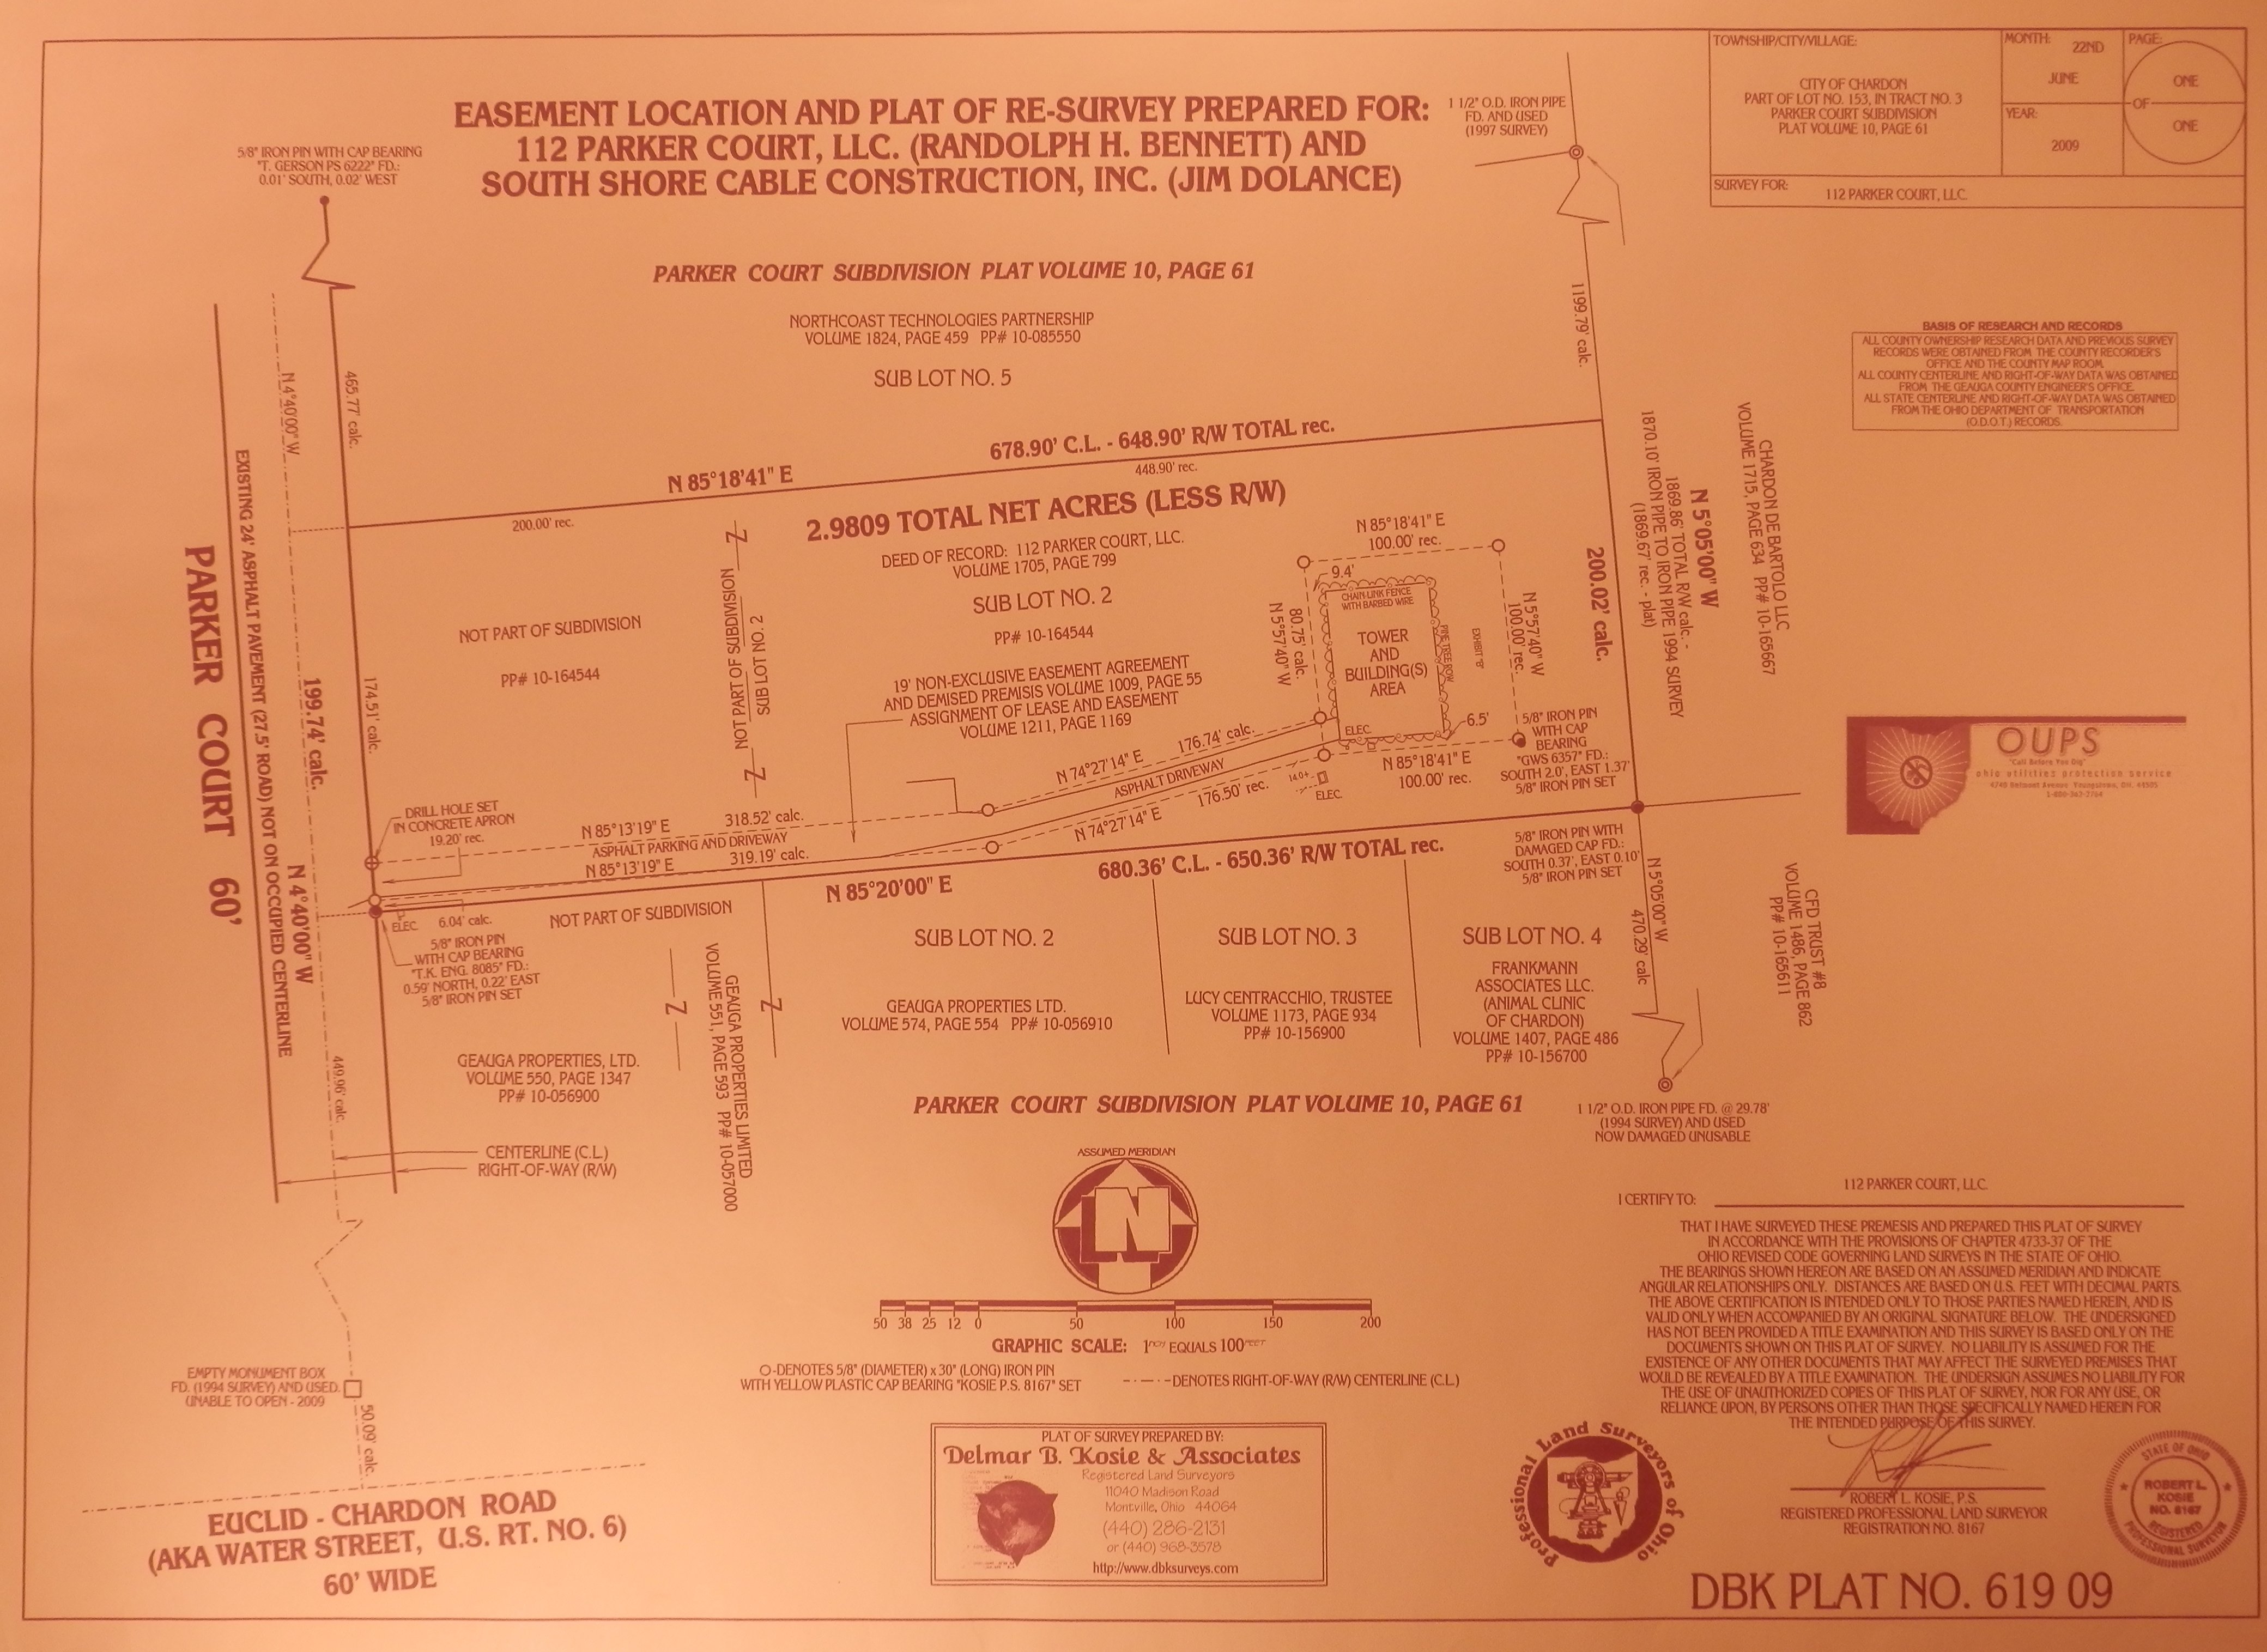 TOWNSHIP/CITY/VILLAGE:
CITY OF CHARDON
PART OF LOT NO. 153, IN TRACT NO. 3
PARKER COURT SUBDIVISION
PLAT VOLUME 10, PAGE 61
MONTH:
22ND
JUNE
YEAR:
2009
PAGE:
ONE
OF
ONE
SURVEY FOR:
112 PARKER COURT, LLC.
EASEMENT LOCATION AND PLAT OF RE-SURVEY PREPARED FOR:
112 PARKER COURT, LLC. (RANDOLPH H. BENNETT) AND
SOUTH SHORE CABLE CONSTRUCTION, INC. (JIM DOLANCE)
1 1/2" O.D. IRON PIPE
FD. AND USED
(1997 SURVEY)
5/8" IRON PIN WITH CAP BEARING
"T. GERSON PS 6222" FD.:
0.01' SOUTH, 0.02' WEST
PARKER COURT SUBDIVISION PLAT VOLUME 10, PAGE 61
NORTHCOAST TECHNOLOGIES PARTNERSHIP
VOLUME 1824, PAGE 459 PP# 10-085550
SUB LOT NO. 5
1199.79' calc.
BASIS OF RESEARCH AND RECORDS
ALL COUNTY OWNERSHIP RESEARCH DATA AND PREVIOUS SURVEY
RECORDS WERE OBTAINED FROM THE COUNTY RECORDER'S
OFFICE AND THE COUNTY MAP ROOM.
ALL COUNTY CENTERLINE AND RIGHT-OF-WAY DATA WAS OBTAINED
FROM THE GEAUGA COUNTY ENGINEER'S OFFICE.
ALL STATE CENTERLINE AND RIGHT-OF-WAY DATA WAS OBTAINED
FROM THE OHIO DEPARTMENT OF TRANSPORTATION
(O.D.O.T.) RECORDS.
N 4°40'00" W
465.77' calc.
678.90' C.L. - 648.90' R/W TOTAL rec.
N 85°18'41" E
448.90' rec.
200.00' rec.
2.9809 TOTAL NET ACRES (LESS R/W)
DEED OF RECORD: 112 PARKER COURT, LLC.
VOLUME 1705, PAGE 799
SUB LOT NO. 2
PP# 10-164544
NOT PART OF SUBDIVISION
PP# 10-164544
NOT PART OF SUBDIVISION
SUB LOT NO. 2
19' NON-EXCLUSIVE EASEMENT AGREEMENT
AND DEMISED PREMISIS VOLUME 1009, PAGE 55
ASSIGNMENT OF LEASE AND EASEMENT
VOLUME 1211, PAGE 1169
N 85°18'41" E
100.00' rec.
9.4'
CHAIN LINK FENCE
WITH BARBED WIRE
80.75' calc.
N 5°57'40" W
TOWER
AND
BUILDING(S)
AREA
PINE TREE ROW
EXHIBIT "B"
N 5°57'40" W
100.00' rec.
6.5'
ELEC.
N 85°18'41" E
100.00' rec.
14.0±
ELEC.
5/8" IRON PIN
WITH CAP
BEARING
"GWS 6357" FD.:
SOUTH 2.0', EAST 1.37'
5/8" IRON PIN SET
200.02' calc.
N 5°05'00" W
1869.86' TOTAL R/W calc. -
1870.10' IRON PIPE TO IRON PIPE 1994 SURVEY
(1869.67' rec. - plat)
CHARDON DE BARTOLO LLC
VOLUME 1715, PAGE 634 PP# 10-165667
OUPS
"Call Before You Dig"
ohio utilities protection service
4740 Belmont Avenue Youngstown, OH. 44505
1-800-362-2764
EXISTING 24' ASPHALT PAVEMENT (27.5' ROAD) NOT ON OCCUPIED CENTERLINE
PARKER COURT 60'
199.74' calc.
N 4°40'00" W
174.51' calc.
DRILL HOLE SET
IN CONCRETE APRON
19.20' rec.
N 85°13'19" E
318.52' calc.
ASPHALT PARKING AND DRIVEWAY
N 85°13'19" E
319.19' calc.
N 74°27'14" E
176.74' calc.
ASPHALT DRIVEWAY
N 74°27'14" E
176.50' rec.
N 85°20'00" E
680.36' C.L. - 650.36' R/W TOTAL rec.
5/8" IRON PIN WITH
DAMAGED CAP FD.:
SOUTH 0.37', EAST 0.10'
5/8" IRON PIN SET
N 5°05'00" W
470.29' calc
CFD TRUST #8
VOLUME 1486, PAGE 862
PP# 10-165611
ELEC.
6.04' calc.
5/8" IRON PIN
WITH CAP BEARING
"T.K. ENG. 8085" FD.:
0.59' NORTH, 0.22' EAST
5/8" IRON PIN SET
NOT PART OF SUBDIVISION
GEAUGA PROPERTIES, LTD.
VOLUME 550, PAGE 1347
PP# 10-056900
GEAUGA PROPERTIES LIMITED
VOLUME 551, PAGE 593 PP# 10-057000
SUB LOT NO. 2
GEAUGA PROPERTIES LTD.
VOLUME 574, PAGE 554 PP# 10-056910
SUB LOT NO. 3
LUCY CENTRACCHIO, TRUSTEE
VOLUME 1173, PAGE 934
PP# 10-156900
SUB LOT NO. 4
FRANKMANN
ASSOCIATES LLC.
(ANIMAL CLINIC
OF CHARDON)
VOLUME 1407, PAGE 486
PP# 10-156700
449.96' calc.
CENTERLINE (C.L.)
RIGHT-OF-WAY (R/W)
PARKER COURT SUBDIVISION PLAT VOLUME 10, PAGE 61
1 1/2" O.D. IRON PIPE FD. @ 29.78'
(1994 SURVEY) AND USED
NOW DAMAGED UNUSABLE
ASSUMED MERIDIAN
N
50 38 25 12 0 50 100 150 200
GRAPHIC SCALE: 1INCH EQUALS 100FEET
O-DENOTES 5/8" (DIAMETER) x 30" (LONG) IRON PIN
WITH YELLOW PLASTIC CAP BEARING "KOSIE P.S. 8167" SET
DENOTES RIGHT-OF-WAY (R/W) CENTERLINE (C.L.)
EMPTY MONUMENT BOX
FD. (1994 SURVEY) AND USED.
UNABLE TO OPEN - 2009
50.09' calc.
EUCLID - CHARDON ROAD
(AKA WATER STREET, U.S. RT. NO. 6)
60' WIDE
PLAT OF SURVEY PREPARED BY:
Delmar B. Kosie & Associates
Registered Land Surveyors
11040 Madison Road
Montville, Ohio 44064
(440) 286-2131
or (440) 968-3578
http://www.dbksurveys.com
112 PARKER COURT, LLC.
I CERTIFY TO:
THAT I HAVE SURVEYED THESE PREMESIS AND PREPARED THIS PLAT OF SURVEY
IN ACCORDANCE WITH THE PROVISIONS OF CHAPTER 4733-37 OF THE
OHIO REVISED CODE GOVERNING LAND SURVEYS IN THE STATE OF OHIO.
THE BEARINGS SHOWN HEREON ARE BASED ON AN ASSUMED MERIDIAN AND INDICATE
ANGULAR RELATIONSHIPS ONLY. DISTANCES ARE BASED ON U.S. FEET WITH DECIMAL PARTS.
THE ABOVE CERTIFICATION IS INTENDED ONLY TO THOSE PARTIES NAMED HEREIN, AND IS
VALID ONLY WHEN ACCOMPANIED BY AN ORIGINAL SIGNATURE BELOW. THE UNDERSIGNED
HAS NOT BEEN PROVIDED A TITLE EXAMINATION AND THIS SURVEY IS BASED ONLY ON THE
DOCUMENTS SHOWN ON THIS PLAT OF SURVEY. NO LIABILITY IS ASSUMED FOR THE
EXISTENCE OF ANY OTHER DOCUMENTS THAT MAY AFFECT THE SURVEYED PREMISES THAT
WOULD BE REVEALED BY A TITLE EXAMINATION. THE UNDERSIGN ASSUMES NO LIABILITY FOR
THE USE OF UNAUTHORIZED COPIES OF THIS PLAT OF SURVEY, NOR FOR ANY USE, OR
RELIANCE UPON, BY PERSONS OTHER THAN THOSE SPECIFICALLY NAMED HEREIN FOR
THE INTENDED PURPOSE OF THIS SURVEY.
ROBERT L. KOSIE, P.S.
REGISTERED PROFESSIONAL LAND SURVEYOR
REGISTRATION NO. 8167
Professional Land Surveyors of Ohio
STATE OF OHIO
ROBERT L.
KOSIE
NO. 8167
REGISTERED
PROFESSIONAL SURVEYOR
DBK PLAT NO. 619 09